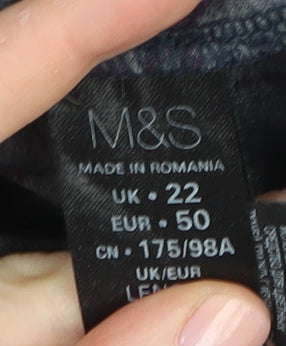 M&S
MADE IN ROMANIA
UK • 22
EUR • 50
CN • 175/98A
UK/EUR